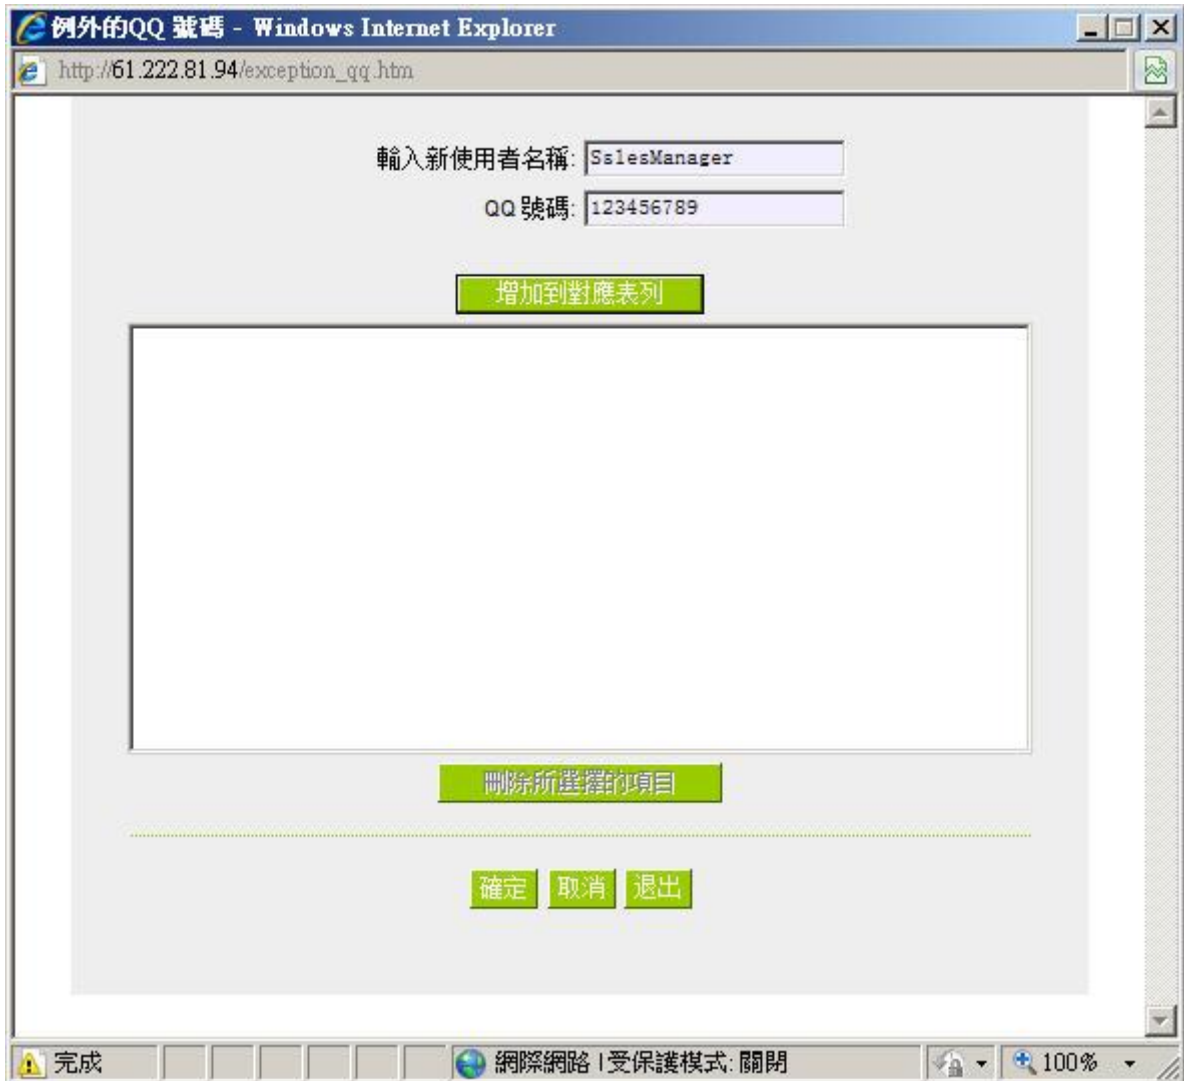 例外的QQ 號碼 - Windows Internet Explorer
http://61.222.81.94/exception_qq.htm
輸入新使用者名稱: SslesManager
QQ 號碼: 123456789
增加到對應表列
刪除所選擇的項目
確定 取消 退出
完成 網際網路 | 受保護模式: 關閉 100%